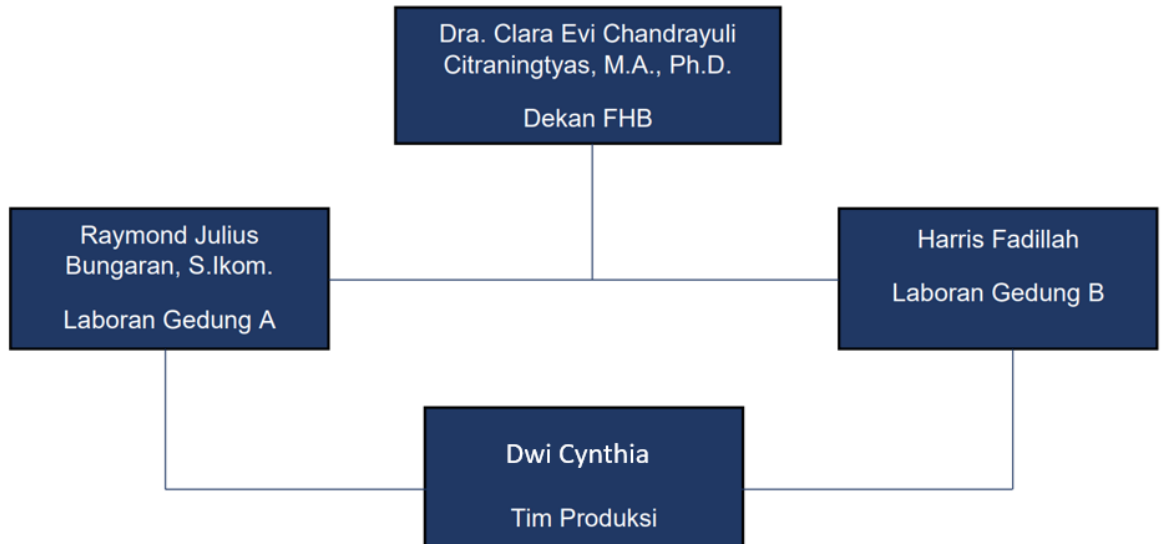 Dra. Clara Evi Chandrayuli
Citraningtyas, M.A., Ph.D.
Dekan FHB
Raymond Julius
Bungaran, S.Ikom.
Laboran Gedung A
Harris Fadillah
Laboran Gedung B
Dwi Cynthia
Tim Produksi